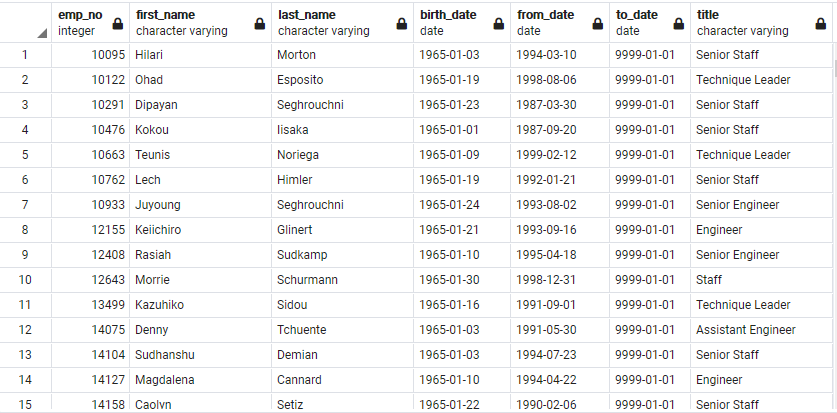 emp_no first_name last_name birth_date from_date to_date title
integer character varying character varying date date date character varying
1 10095 Hilari Morton 1965-01-03 1994-03-10 9999-01-01 Senior Staff
2 10122 Ohad Esposito 1965-01-19 1998-08-06 9999-01-01 Technique Leader
3 10291 Dipayan Seghrouchni 1965-01-23 1987-03-30 9999-01-01 Senior Staff
4 10476 Kokou Iisaka 1965-01-01 1987-09-20 9999-01-01 Senior Staff
5 10663 Teunis Noriega 1965-01-09 1999-02-12 9999-01-01 Technique Leader
6 10762 Lech Himler 1965-01-19 1992-01-21 9999-01-01 Senior Staff
7 10933 Juyoung Seghrouchni 1965-01-24 1993-08-02 9999-01-01 Senior Engineer
8 12155 Keiichiro Glinert 1965-01-21 1993-09-16 9999-01-01 Engineer
9 12408 Rasiah Sudkamp 1965-01-10 1995-04-18 9999-01-01 Senior Engineer
10 12643 Morrie Schurmann 1965-01-30 1998-12-31 9999-01-01 Staff
11 13499 Kazuhiko Sidou 1965-01-16 1991-09-01 9999-01-01 Technique Leader
12 14075 Denny Tchuente 1965-01-03 1991-05-30 9999-01-01 Assistant Engineer
13 14104 Sudhanshu Demian 1965-01-03 1994-07-23 9999-01-01 Senior Staff
14 14127 Magdalena Cannard 1965-01-10 1994-04-22 9999-01-01 Engineer
15 14158 Caolyn Setiz 1965-01-22 1990-02-06 9999-01-01 Senior Staff